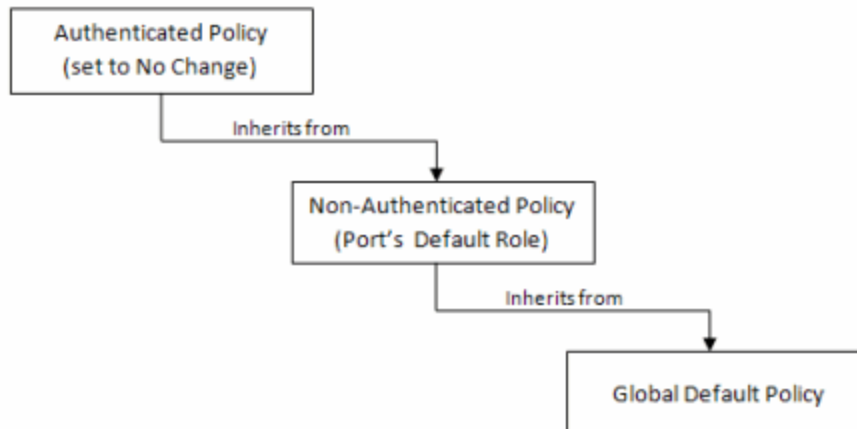 Authenticated Policy
(set to No Change)
Inherits from
Non-Authenticated Policy
(Port's Default Role)
Inherits from
Global Default Policy